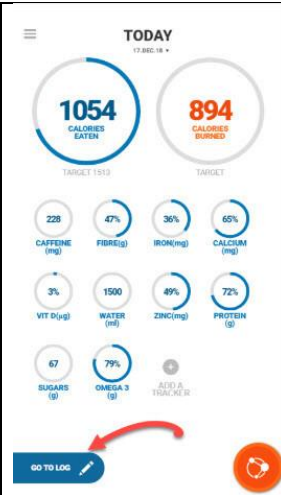 TODAY
17.DEC.18
1054
CALORIES
EATEN
894
CALORIES
BURNED
TARGET 1513
TARGET
228
47%
36%
65%
CAFFEINE
(mg)
FIBRE(g)
IRON(mg)
CALCIUM
(mg)
3%
1500
49%
72%
VIT D(µg)
WATER
(ml)
ZINC(mg)
PROTEIN
(g)
67
79%
SUGARS
(g)
OMEGA 3
(g)
ADD A
TRACKER
GO TO LOG